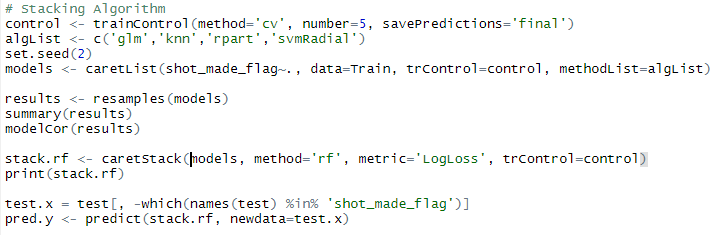 # Stacking Algorithm
control <- trainControl(method='cv', number=5, savePredictions='final')
algList <- c('glm','knn','rpart','svmRadial')
set.seed(2)
models <- caretList(shot_made_flag~., data=Train, trControl=control, methodList=algList)
results <- resamples(models)
summary(results)
modelCor(results)
stack.rf <- caretStack(models, method='rf', metric='LogLoss', trControl=control)
print(stack.rf)
test.x = test[, -which(names(test) %in% 'shot_made_flag')]
pred.y <- predict(stack.rf, newdata=test.x)